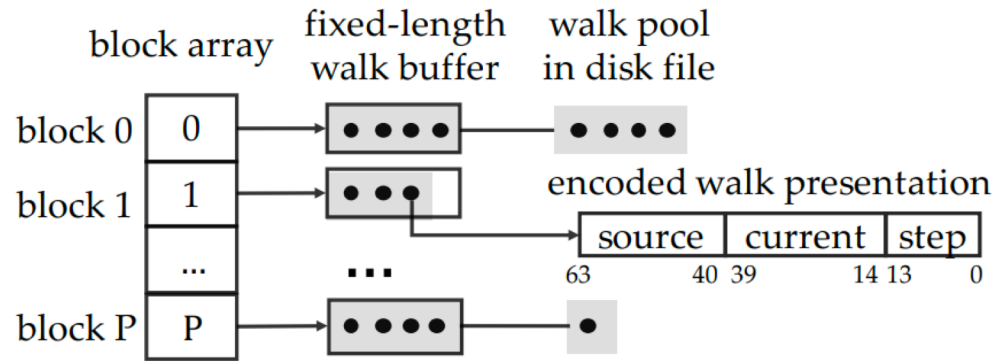 block array
fixed-length
walk buffer
walk pool
in disk file
block 0
0
block 1
1
encoded walk presentation
source
current
step
63
40
39
14
13
0
...
...
block P
P